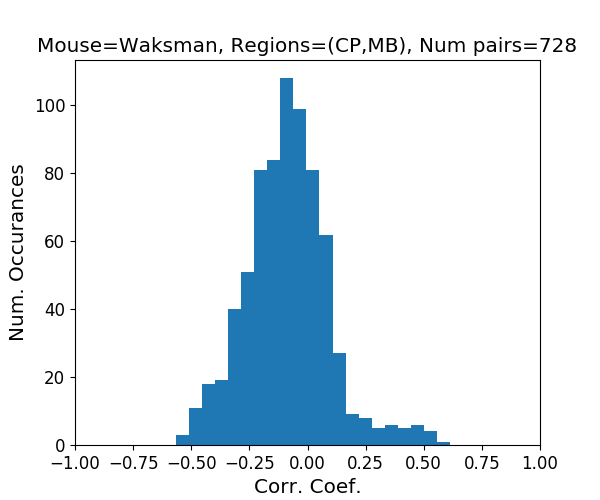 Mouse=Waksman, Regions=(CP,MB), Num pairs=728
100
80
60
40
20
0
Num. Occurances
−1.00 −0.75 −0.50 −0.25 0.00 0.25 0.50 0.75 1.00
Corr. Coef.